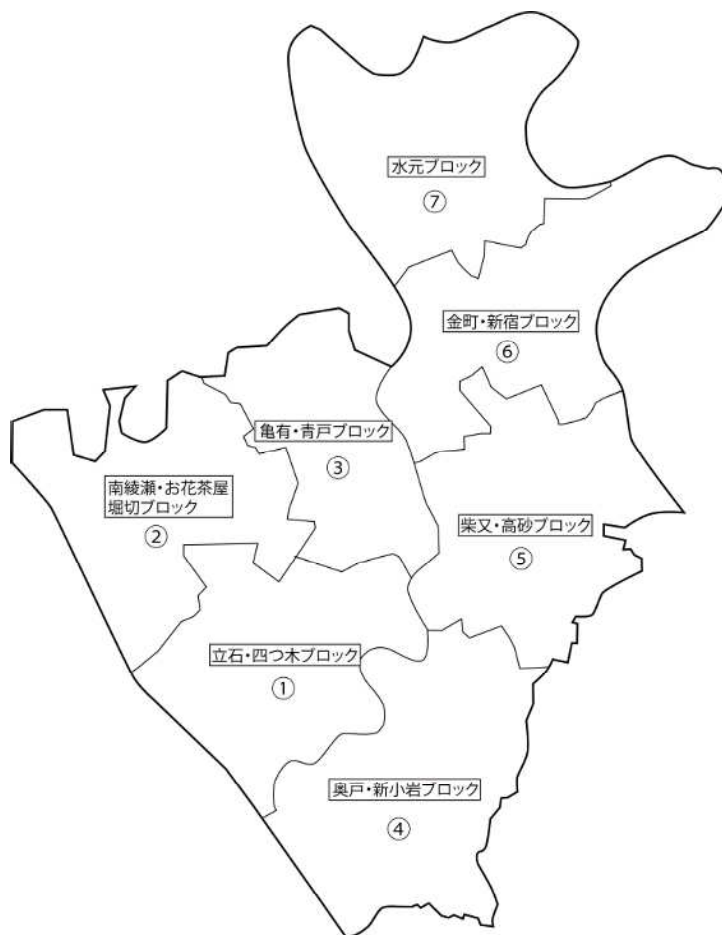 水元ブロック
⑦
金町・新宿ブロック
⑥
亀有・青戸ブロック
③
南綾瀬・お花茶屋
堀切ブロック
②
柴又・高砂ブロック
⑤
立石・四つ木ブロック
①
奥戸・新小岩ブロック
④